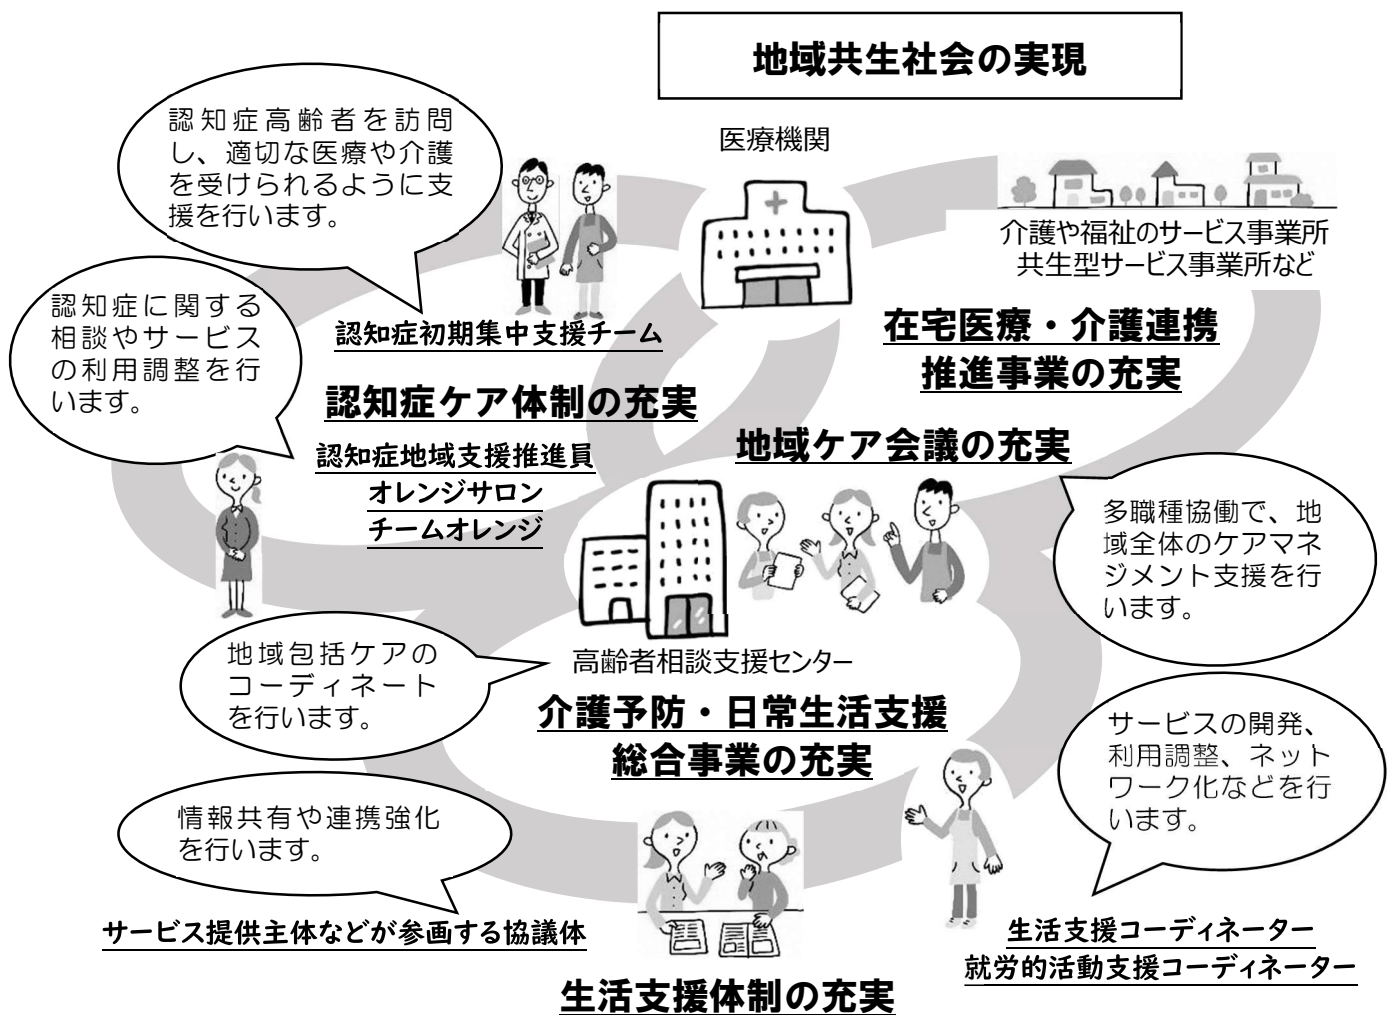 地域共生社会の実現
認知症高齢者を訪問
し、適切な医療や介護
を受けられるように支
援を行います。
医療機関
介護や福祉のサービス事業所
共生型サービス事業所など
認知症に関する
相談やサービス
の利用調整を行
います。
認知症初期集中支援チーム
在宅医療・介護連携
推進事業の充実
認知症ケア体制の充実
地域ケア会議の充実
認知症地域支援推進員
オレンジサロン
チームオレンジ
多職種協働で、地
域全体のケアマネ
ジメント支援を行
います。
地域包括ケアの
コーディネート
を行います。
高齢者相談支援センター
介護予防・日常生活支援
総合事業の充実
サービスの開発、
利用調整、ネット
ワーク化などを行
います。
情報共有や連携強化
を行います。
サービス提供主体などが参画する協議体
生活支援コーディネーター
就労的活動支援コーディネーター
生活支援体制の充実